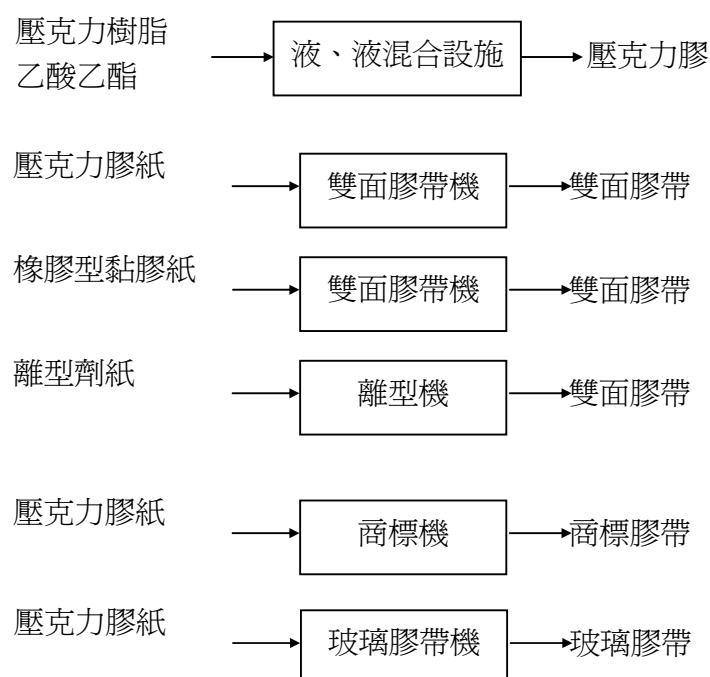 壓克力樹脂
乙酸乙酯
液、液混合設施
壓克力膠
壓克力膠紙
雙面膠帶機
雙面膠帶
橡膠型黏膠紙
雙面膠帶機
雙面膠帶
離型劑紙
離型機
雙面膠帶
壓克力膠紙
商標機
商標膠帶
壓克力膠紙
玻璃膠帶機
玻璃膠帶